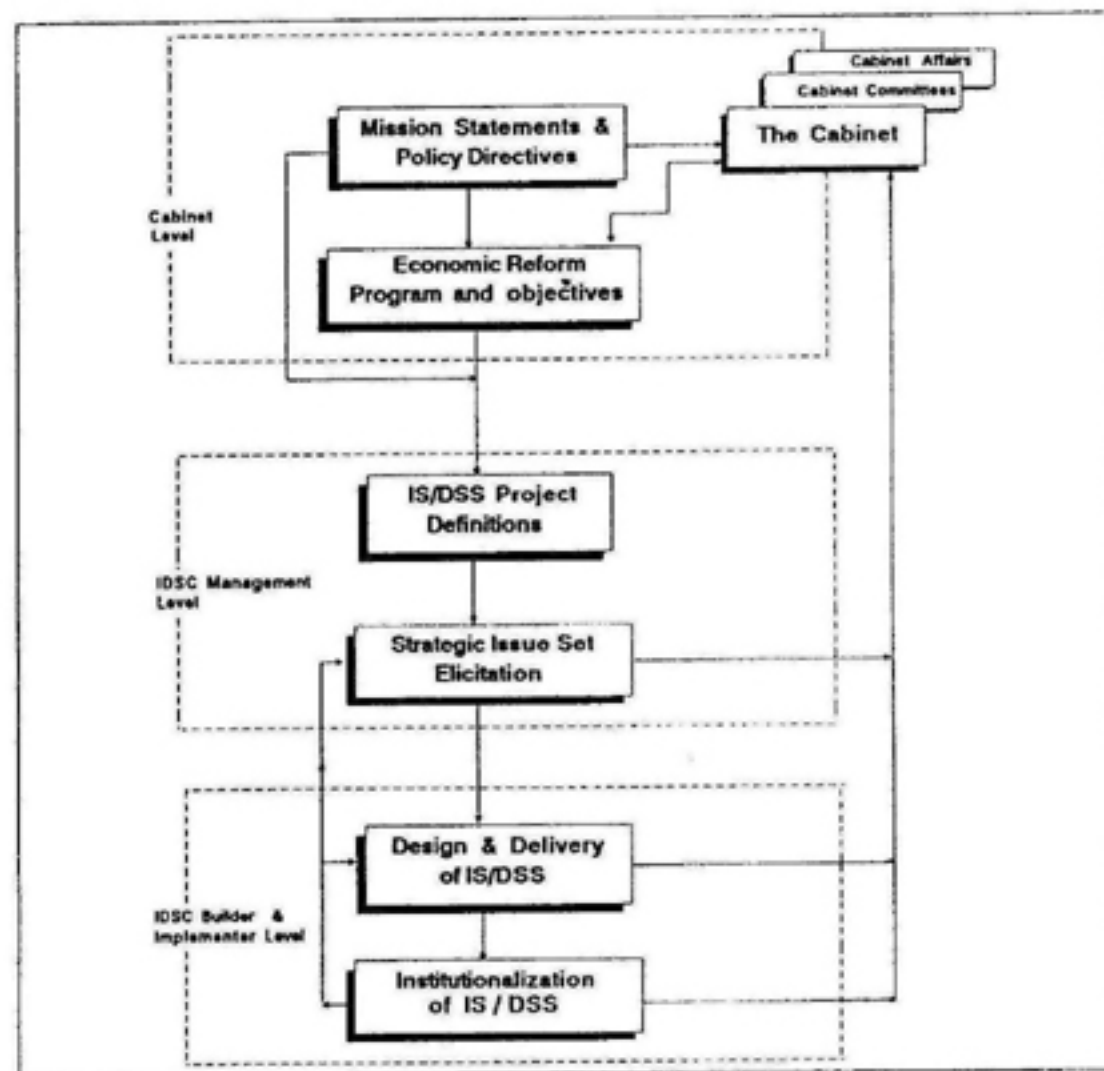 Cabinet Affairs
Cabinet Committees
The Cabinet
Mission Statements &
Policy Directives
Cabinet
Level
Economic Reform
Program and objectives
IS/DSS Project
Definitions
IDSC Management
Level
Strategic Issue Set
Elicitation
Design & Delivery
of IS/DSS
IDSC Builder &
Implementer Level
Institutionalization
of IS / DSS